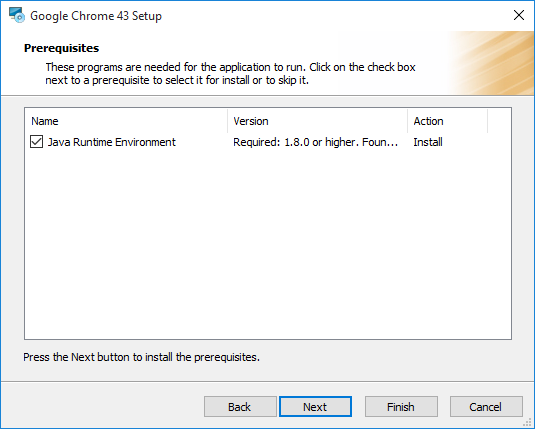 Google Chrome 43 Setup
Prerequisites
These programs are needed for the application to run. Click on the check box
next to a prerequisite to select it for install or to skip it.
Name Version Action
Java Runtime Environment Required: 1.8.0 or higher. Foun... Install
Press the Next button to install the prerequisites.
Back Next Finish Cancel